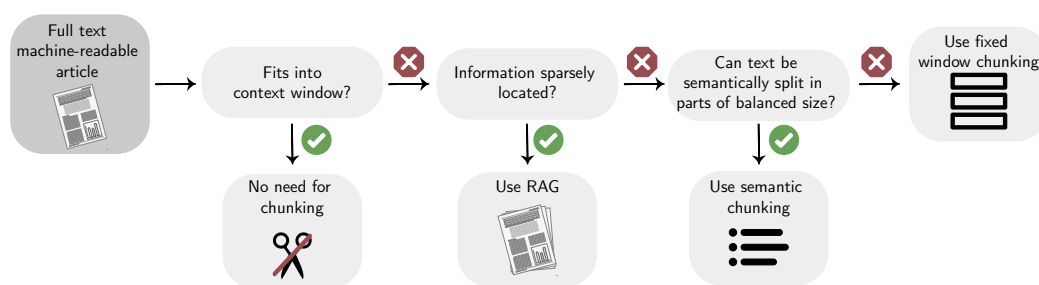 Full text
machine-readable
article
Fits into
context window?
Information sparsely
located?
Can text be
semantically split in
parts of balanced size?
Use fixed
window chunking
No need for
chunking
Use RAG
Use semantic
chunking